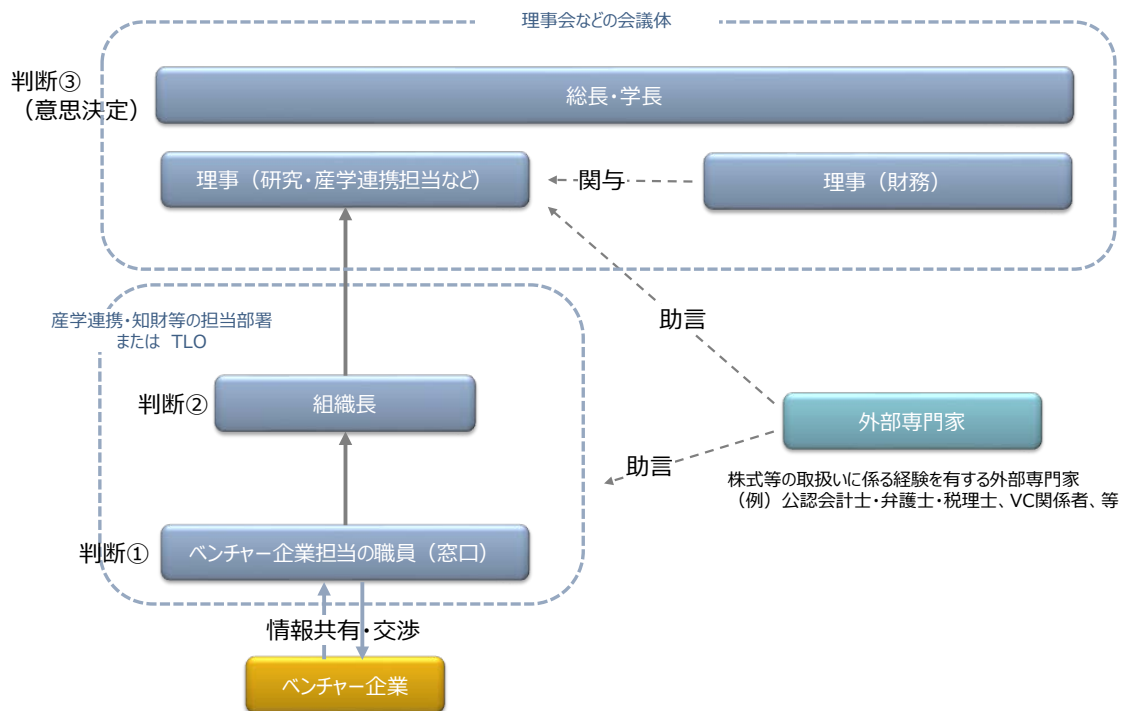 理事会などの会議体
判断③
（意思決定）
総長・学長
理事（研究・産学連携担当など）
関与
理事（財務）
産学連携・知財等の担当部署
または TLO
助言
判断②
組織長
外部専門家
助言
株式等の取扱いに係る経験を有する外部専門家
（例）公認会計士・弁護士・税理士、VC関係者、等
判断①
ベンチャー企業担当の職員（窓口）
情報共有・交渉
ベンチャー企業